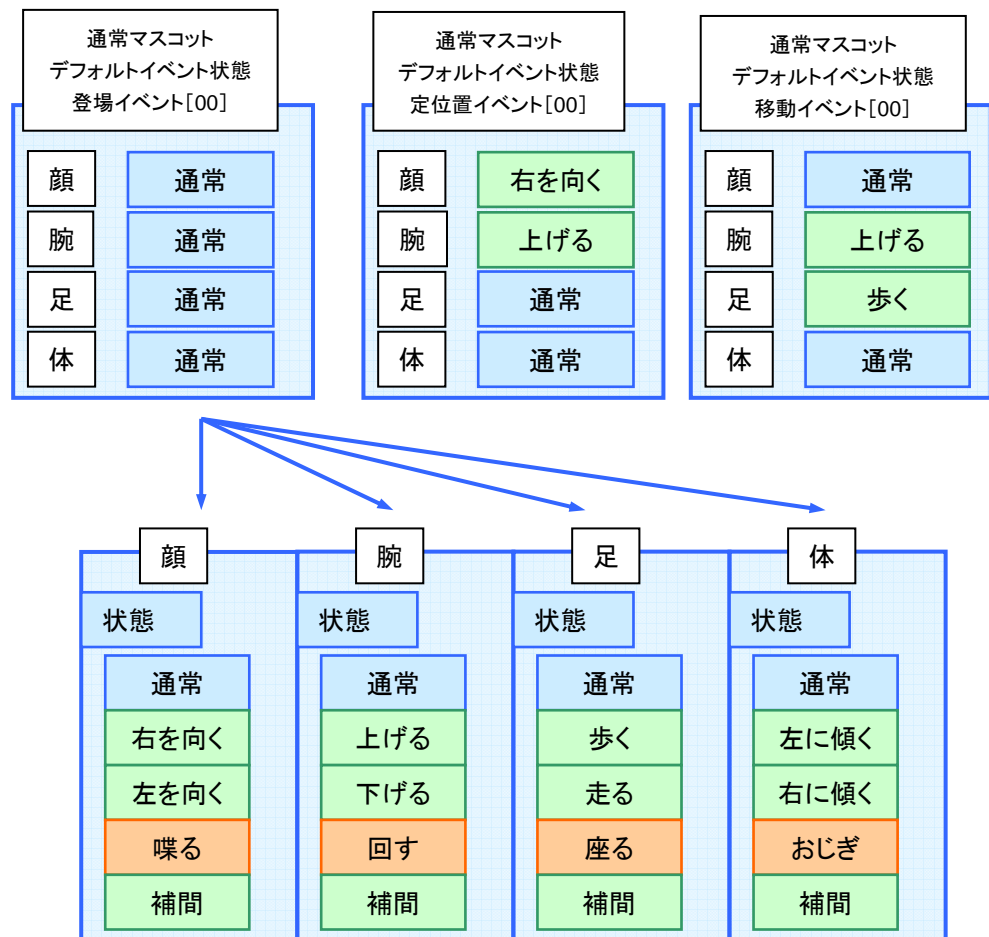 通常マスコット
デフォルトイベント状態
登場イベント[00]
顔
通常
腕
通常
足
通常
体
通常
通常マスコット
デフォルトイベント状態
定位置イベント[00]
顔
右を向く
腕
上げる
足
通常
体
通常
通常マスコット
デフォルトイベント状態
移動イベント[00]
顔
通常
腕
上げる
足
歩く
体
通常
顔
状態
通常
右を向く
左を向く
喋る
補間
腕
状態
通常
上げる
下げる
回す
補間
足
状態
通常
歩く
走る
座る
補間
体
状態
通常
左に傾く
右に傾く
おじぎ
補間